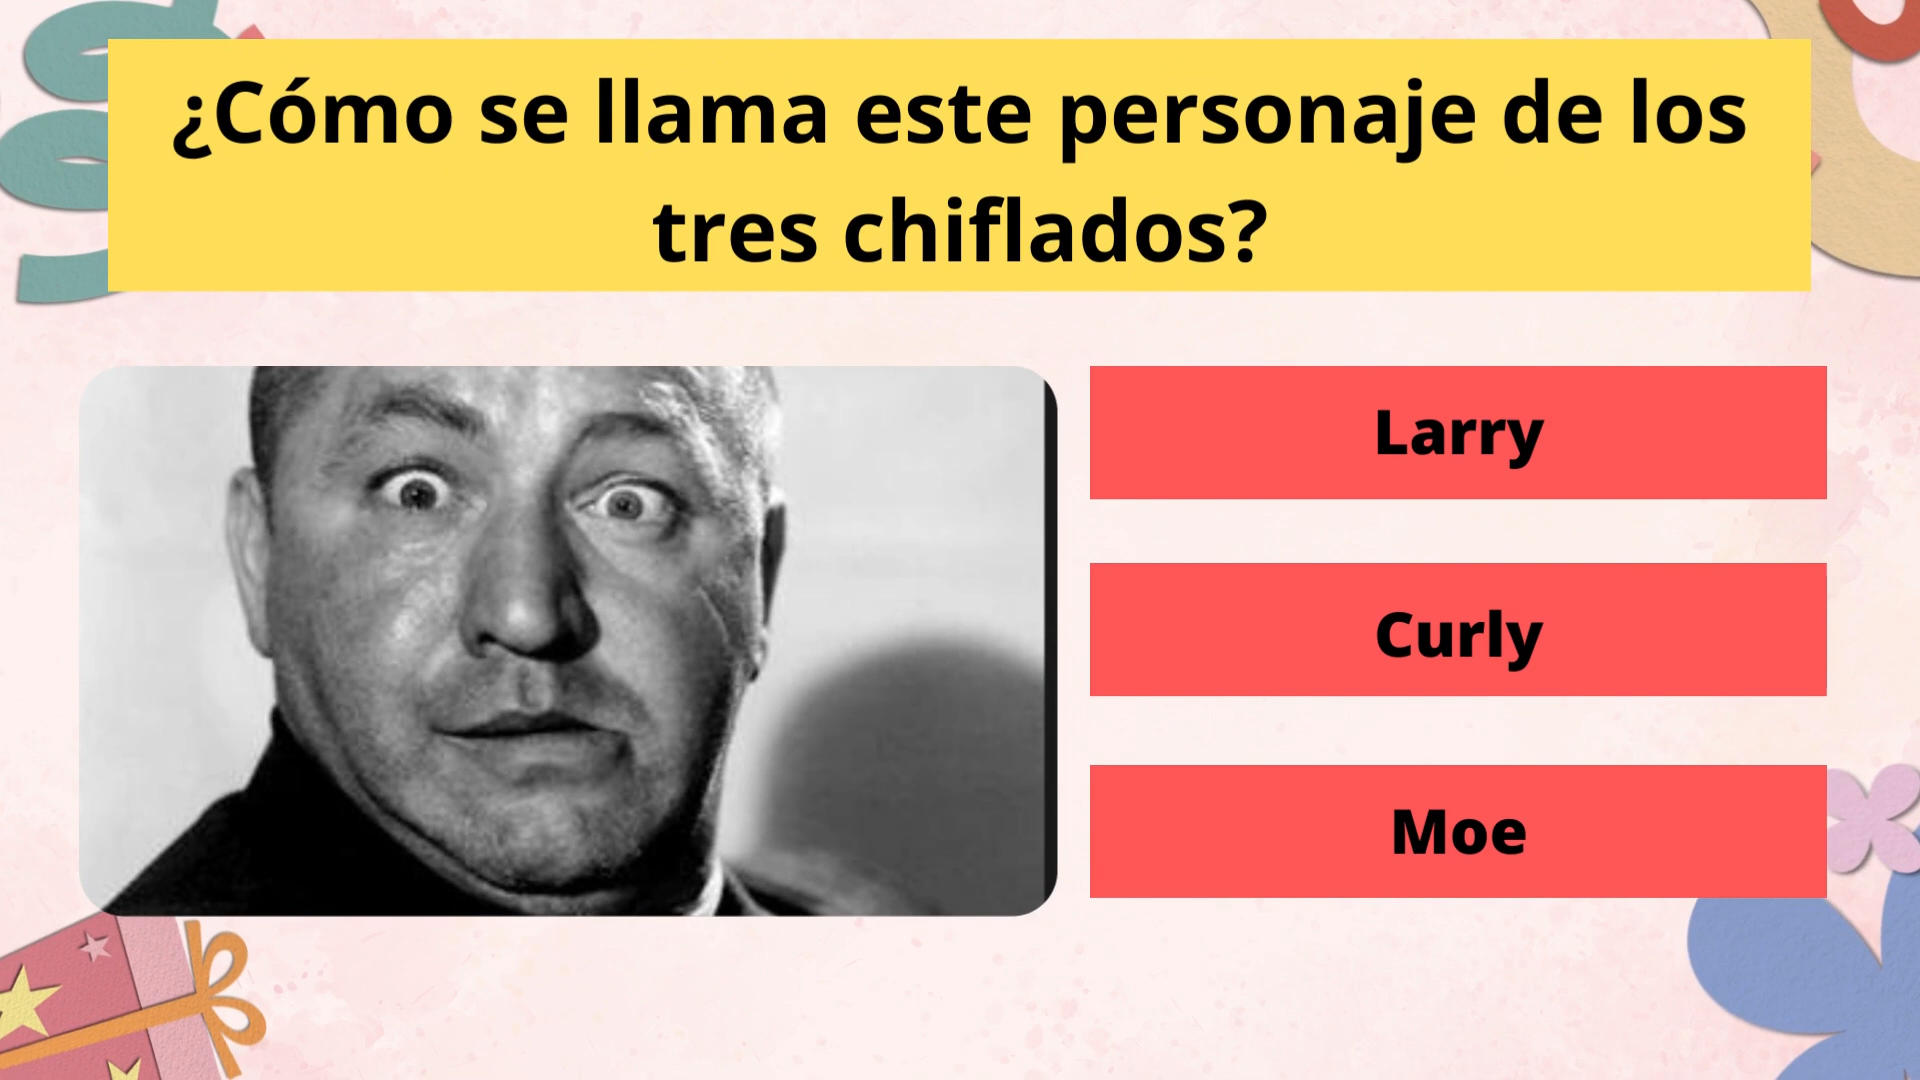 ¿Cómo se llama este personaje de los
tres chiflados?
Larry
Curly
Moe